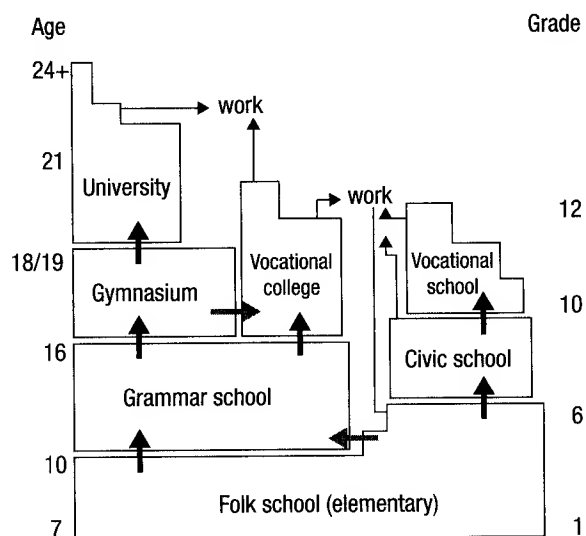 Age
Grade
24+
work
21
University
work
12
18/19
Gymnasium
Vocational
college
Vocational
school
10
16
Grammar school
Civic school
6
10
Folk school (elementary)
7
1